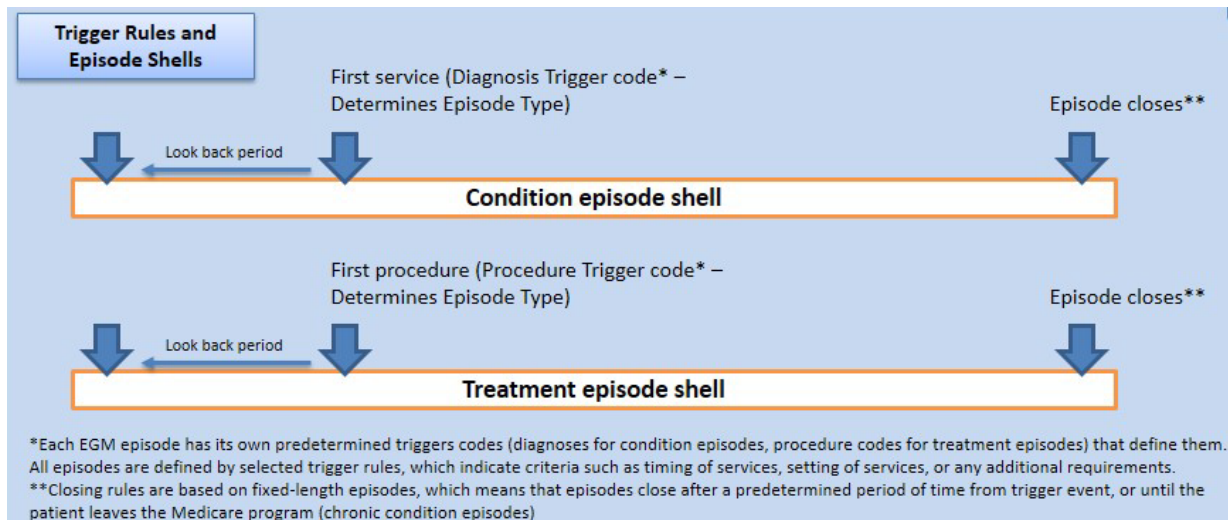 Trigger Rules and
Episode Shells
First service (Diagnosis Trigger code* –
Determines Episode Type)
Episode closes**
Look back period
Condition episode shell
First procedure (Procedure Trigger code* –
Determines Episode Type)
Episode closes**
Look back period
Treatment episode shell
*Each EGM episode has its own predetermined triggers codes (diagnoses for condition episodes, procedure codes for treatment episodes) that define them.
All episodes are defined by selected trigger rules, which indicate criteria such as timing of services, setting of services, or any additional requirements.
**Closing rules are based on fixed-length episodes, which means that episodes close after a predetermined period of time from trigger event, or until the
patient leaves the Medicare program (chronic condition episodes)